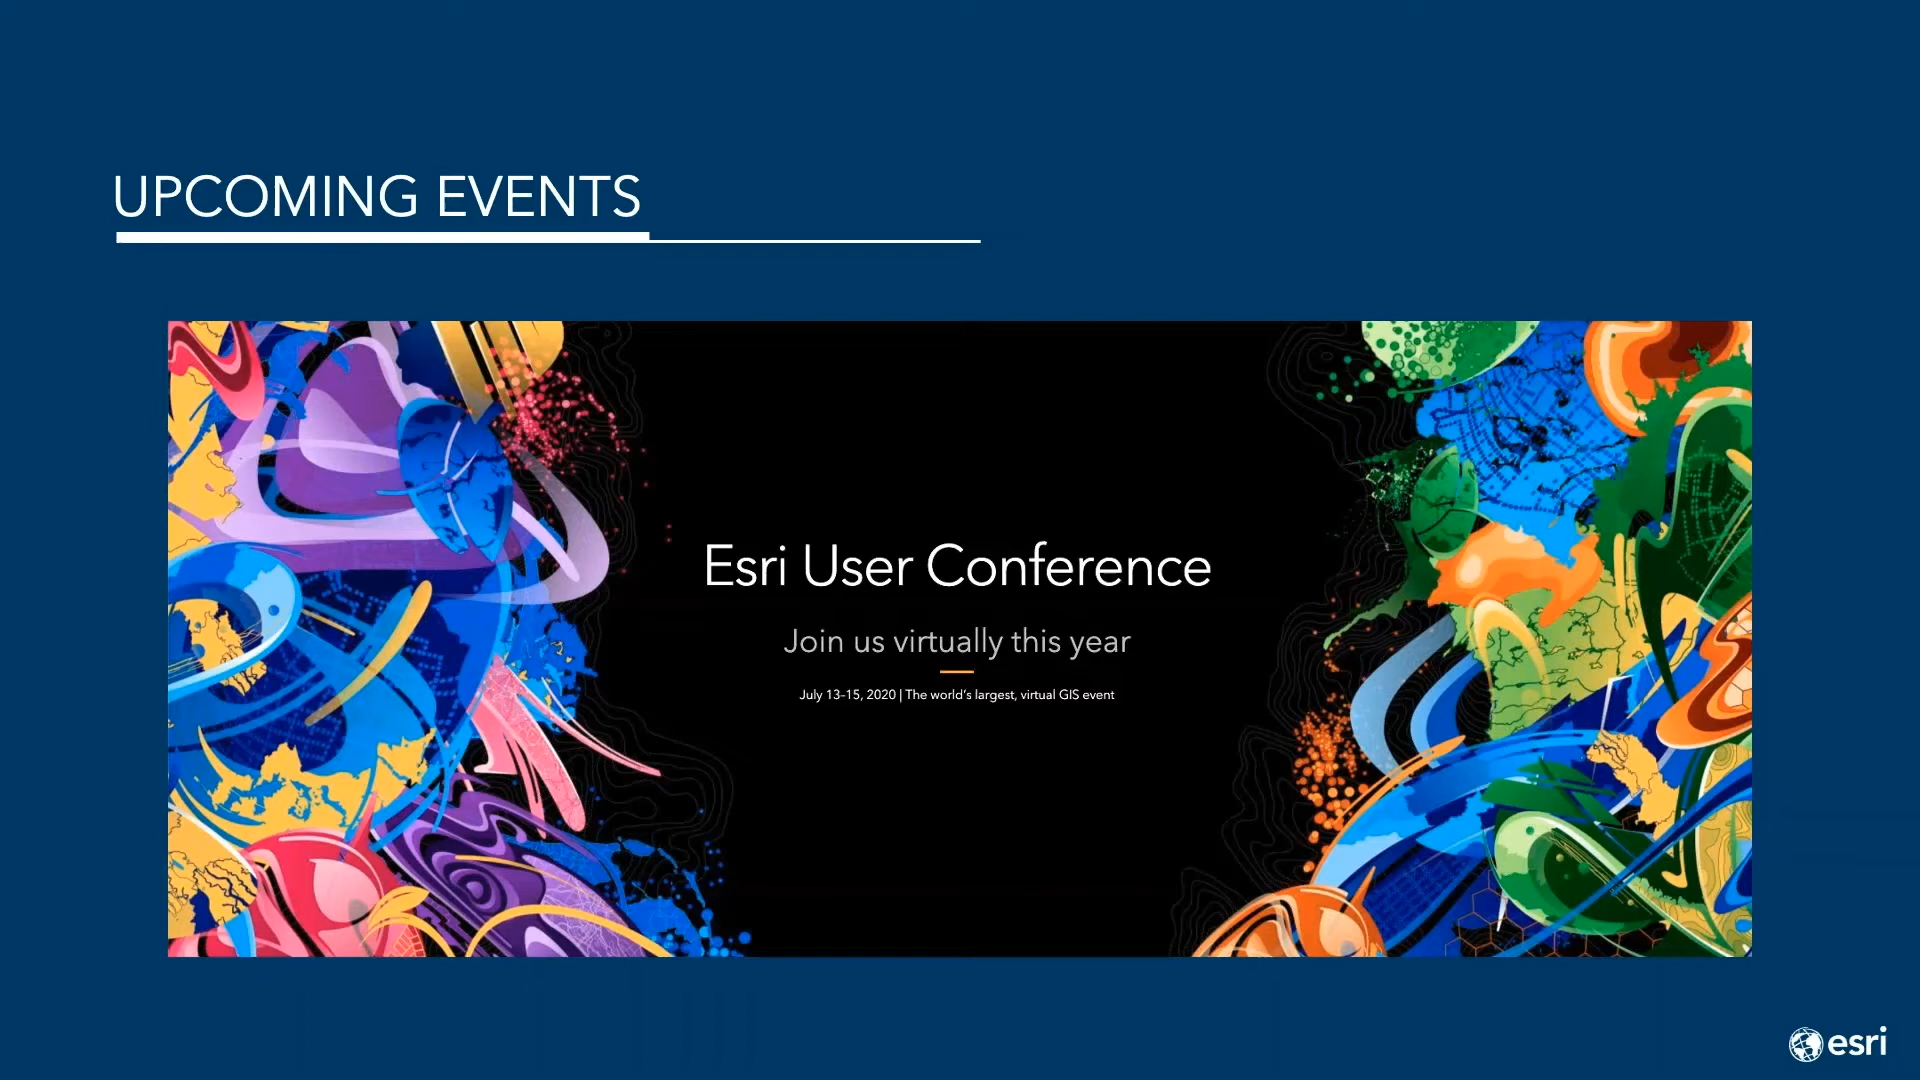 UPCOMING EVENTS
Esri User Conference
Join us virtually this year
July 13-15, 2020 | The world's largest, virtual GIS event
esri